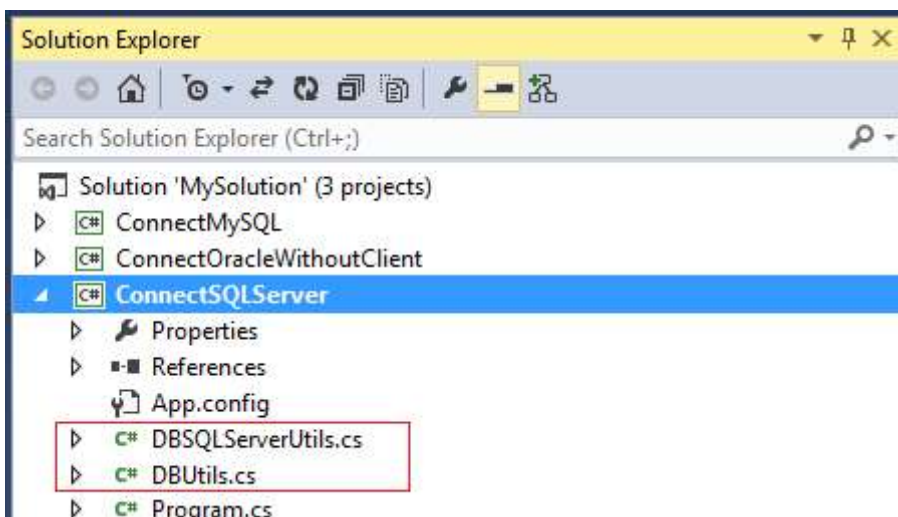 Solution Explorer
Search Solution Explorer (Ctrl+;)
Solution 'MySolution' (3 projects)
C# ConnectMySQL
C# ConnectOracleWithoutClient
C# ConnectSQLServer
Properties
References
App.config
C# DBSQLServerUtils.cs
C# DBUtils.cs
C# Program.cs